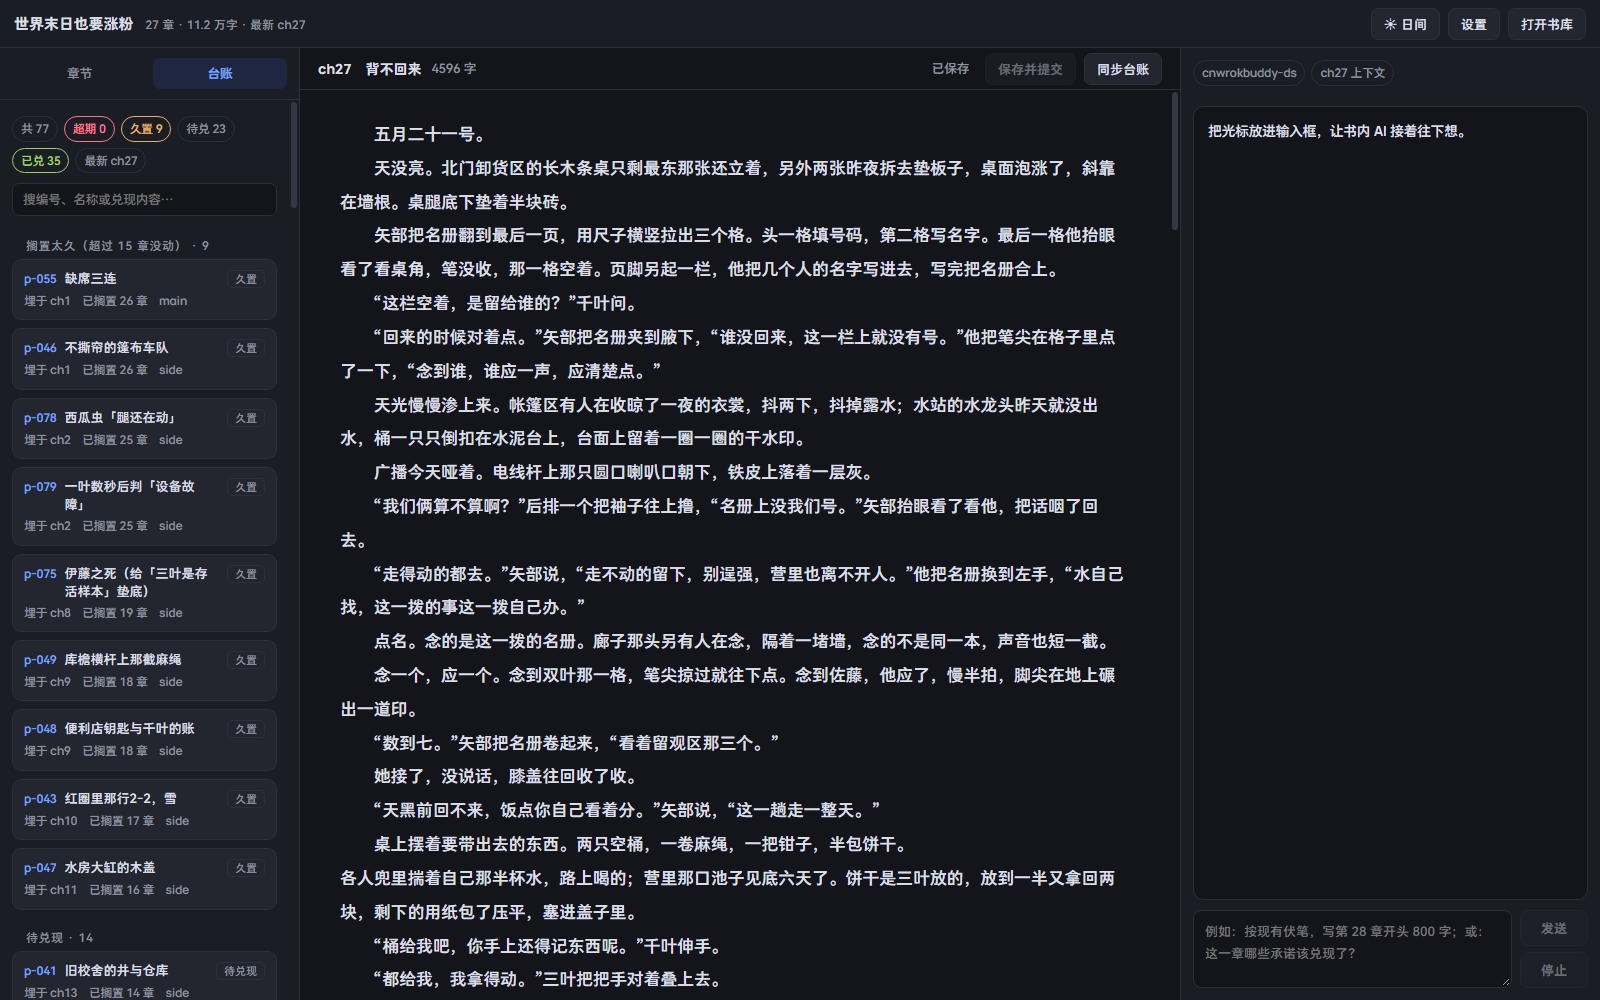 世界末日也要涨粉 27 章 · 11.2 万字 · 最新 ch27
☀ 日间 设置 打开书库
章节 台账
共 77 超期 0 久置 9 待兑 23
已兑 35 最新 ch27
搜编号、名称或兑现内容…
搁置太久（超过 15 章没动） · 9
p-055 缺席三连 久置
埋于 ch1 已搁置 26 章 main
p-046 不撕帘的篷布车队 久置
埋于 ch1 已搁置 26 章 side
p-078 西瓜虫「腿还在动」 久置
埋于 ch2 已搁置 25 章 side
p-079 一叶数秒后判「设备故障」 久置
埋于 ch2 已搁置 25 章 side
p-075 伊藤之死（给「三叶是存活样本」垫底） 久置
埋于 ch8 已搁置 19 章 side
p-049 库檐横杆上那截麻绳 久置
埋于 ch9 已搁置 18 章 side
p-048 便利店钥匙与千叶的账 久置
埋于 ch9 已搁置 18 章 side
p-043 红圈里那行2-2，雪 久置
埋于 ch10 已搁置 17 章 side
p-047 水房大缸的木盖 久置
埋于 ch11 已搁置 16 章 side
待兑现 · 14
p-041 旧校舍的井与仓库 待兑现
埋于 ch13 已搁置 14 章 side
ch27 背不回来 4596 字 已保存 保存并提交 同步台账
五月二十一号。
天没亮。北门卸货区的长木条桌只剩最东那张还立着，另外两张昨夜拆去垫板子，桌面泡涨了，斜靠
在墙根。桌腿底下垫着半块砖。
矢部把名册翻到最后一页，用尺子横竖拉出三个格。头一格填号码，第二格写名字。最后一格他抬眼
看了看桌角，笔没收，那一格空着。页脚另起一栏，他把几个人的名字写进去，写完把名册合上。
“这栏空着，是留给谁的？”千叶问。
“回来的时候对着点。”矢部把名册夹到腋下，“谁没回来，这一栏上就没有号。”他把笔尖在格子里点
了一下，“念到谁，谁应一声，应清楚点。”
天光慢慢渗上来。帐篷区有人在收晾了一夜的衣裳，抖两下，抖掉露水；水站的水龙头昨天就没出
水，桶一只只倒扣在水泥台上，台面上留着一圈一圈的干水印。
广播今天哑着。电线杆上那只圆口喇叭口朝下，铁皮上落着一层灰。
“我们俩算不算啊？”后排一个把袖子往上撸，“名册上没我们号。”矢部抬眼看了看他，把话咽了回
去。
“走得动的都去。”矢部说，“走不动的留下，别逞强，营里也离不开人。”他把名册换到左手，“水自己
找，这一拨的事这一拨自己办。”
点名。念的是这一拨的名册。廊子那头另有人在念，隔着一堵墙，念的不是同一本，声音也短一截。
念一个，应一个。念到双叶那一格，笔尖掠过就往下点。念到佐藤，他应了，慢半拍，脚尖在地上碾
出一道印。
“数到七。”矢部把名册卷起来，“看着留观区那三个。”
她接了，没说话，膝盖往回收了收。
“天黑前回不来，饭点你自己看着分。”矢部说，“这一趟走一整天。”
桌上摆着要带出去的东西。两只空桶，一卷麻绳，一把钳子，半包饼干。
各人兜里揣着自己那半杯水，路上喝的；营里那口池子见底六天了。饼干是三叶放的，放到一半又拿回两
块，剩下的用纸包了压平，塞进盖子里。
“桶给我吧，你手上还得记东西呢。”千叶伸手。
“都给我，我拿得动。”三叶把把手对着叠上去。
cnwrokbuddy-ds ch27 上下文
把光标放进输入框，让书内 AI 接着往下想。
例如：按现有伏笔，写第 28 章开头 800 字；或：
这一章哪些承诺该兑现了？
发送
停止